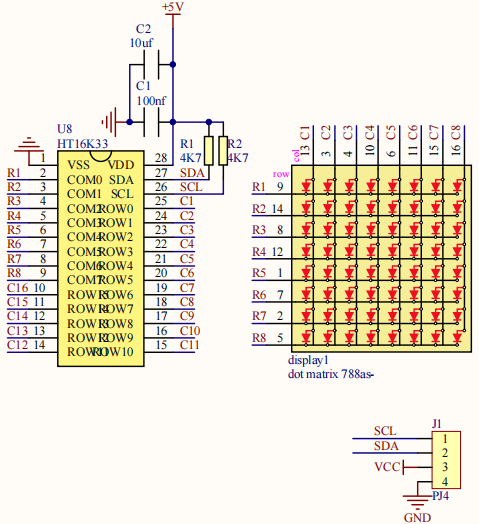 +5V
C2
10uf
C1
100nf
U8
HT16K33
R1 R2
4K7 4K7
1 VSS VDD 28
R1 2 COM0 SDA 27 SDA
R2 3 COM1 SCL 26 SCL
R3 4 COM2 ROW0 25 C1
R4 5 COM3 ROW1 24 C2
R5 6 COM4 ROW2 23 C3
R6 7 COM5 ROW3 22 C4
R7 8 COM6 ROW4 21 C5
R8 9 COM7 ROW5 20 C6
C16 10 ROW15 ROW6 19 C7
C15 11 ROW14 ROW7 18 C8
C14 12 ROW13 ROW8 17 C9
C13 13 ROW12 ROW9 16 C10
C12 14 ROW11 ROW10 15 C11
C1 C2 C3 C4 C5 C6 C7 C8
col 13 3 4 10 6 11 15 16
row
R1 9
R2 14
R3 8
R4 12
R5 1
R6 7
R7 2
R8 5
display1
dot matrix 788as-
J1
SCL 1
SDA 2
VCC 3
4
PJ4
GND